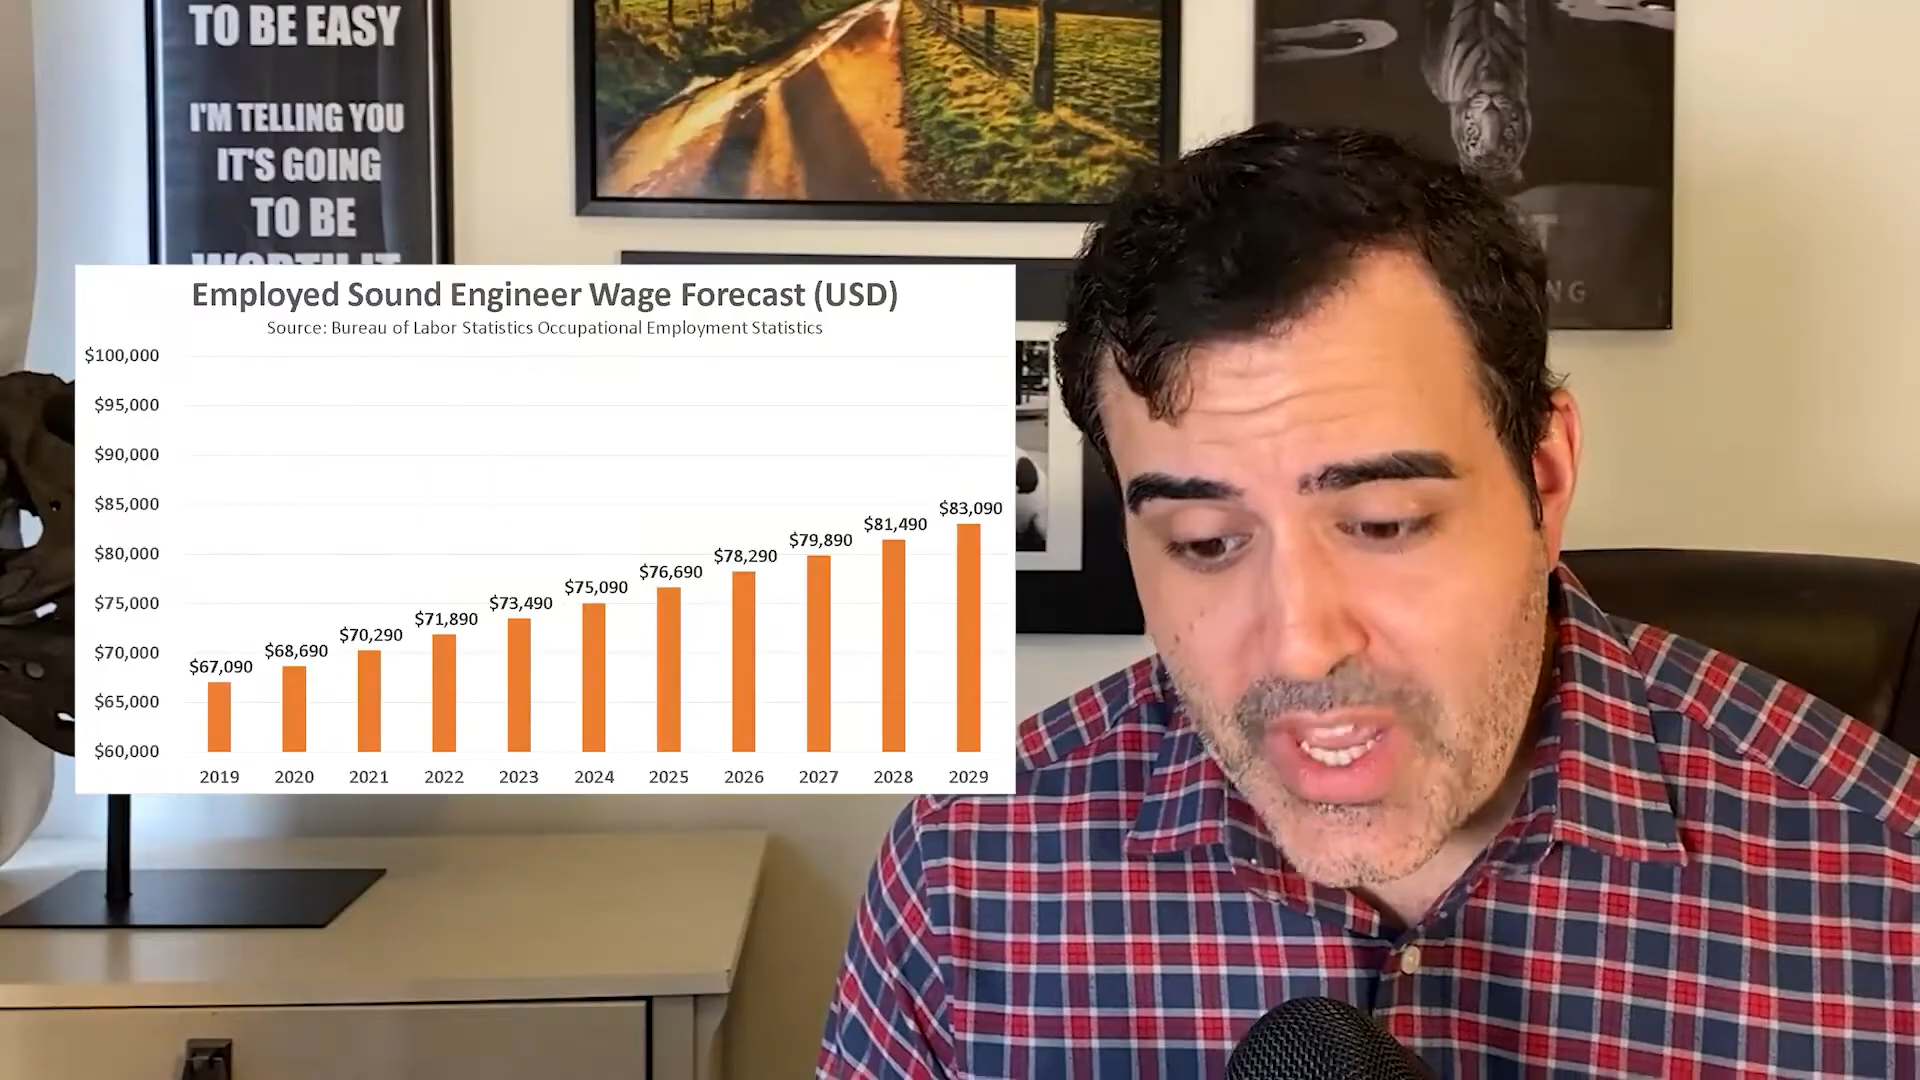 TO BE EASY
I'M TELLING YOU
IT'S GOING
TO BE
WORTH IT
Employed Sound Engineer Wage Forecast (USD)
Source: Bureau of Labor Statistics Occupational Employment Statistics
$100,000
$95,000
$90,000
$85,000
$80,000
$75,000
$70,000
$65,000
$60,000
$67,090
$68,690
$70,290
$71,890
$73,490
$75,090
$76,690
$78,290
$79,890
$81,490
$83,090
2019 2020 2021 2022 2023 2024 2025 2026 2027 2028 2029